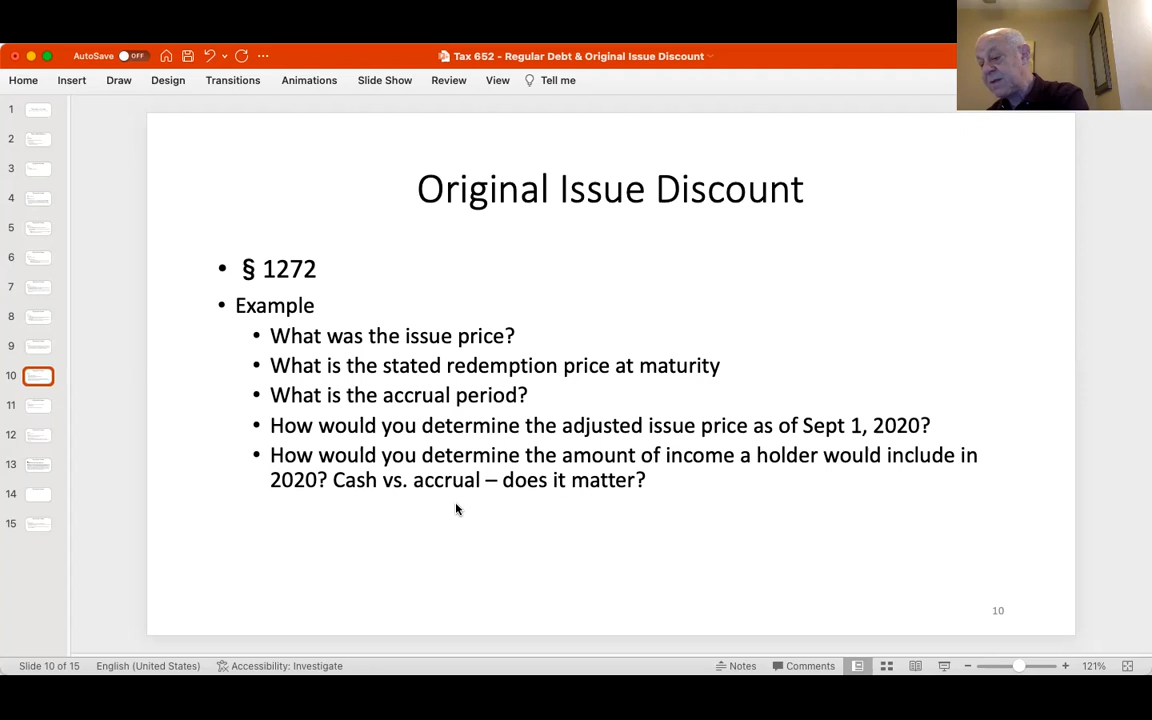 AutoSave OFF Tax 652 - Regular Debt & Original Issue Discount
Home Insert Draw Design Transitions Animations Slide Show Review View Tell me
1
2
3
4
5
6
7
8
9
10
11
12
13
14
15
Original Issue Discount
• § 1272
• Example
• What was the issue price?
• What is the stated redemption price at maturity
• What is the accrual period?
• How would you determine the adjusted issue price as of Sept 1, 2020?
• How would you determine the amount of income a holder would include in
2020? Cash vs. accrual – does it matter?
10
Slide 10 of 15 English (United States) Accessibility: Investigate Notes Comments 121%